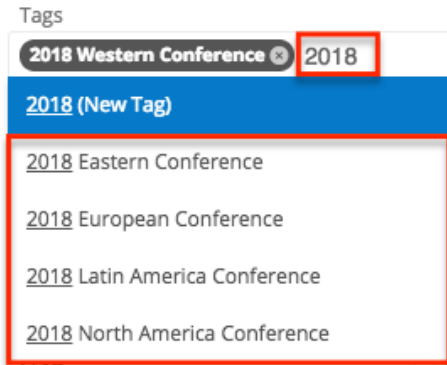 Tags
2018 Western Conference 2018
2018 (New Tag)
2018 Eastern Conference
2018 European Conference
2018 Latin America Conference
2018 North America Conference